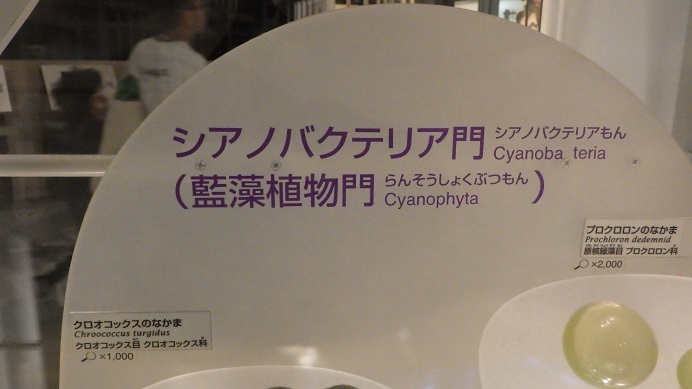 シアノバクテリア門 シアノバクテリアもん
Cyanoba teria
(藍藻植物門 らんそうしょくぶつもん)
Cyanophyta
プロクロロンのなかま
Prochloron dedemnid
原核緑藻目 プロクロロン科
×2,000
クロオコックスのなかま
Chroococcus turgidus
クロオコックス目 クロオコックス科
×1,000